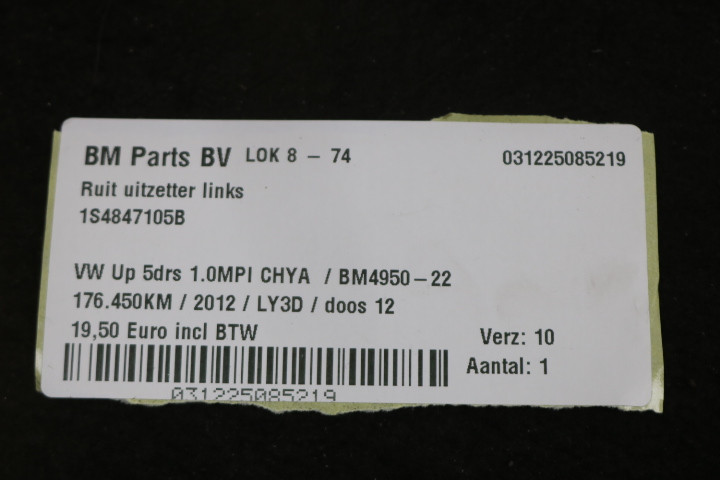 BM Parts BV LOK 8 - 74 031225085219
Ruit uitzetter links
1S4847105B
VW Up 5drs 1.0MPI CHYA / BM4950-22
176.450KM / 2012 / LY3D / doos 12
19,50 Euro incl BTW Verz: 10
Aantal: 1
031225085219